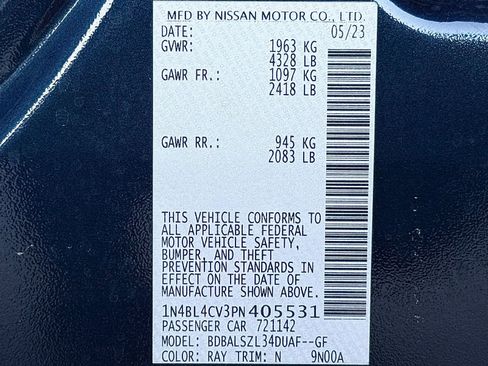 MFD BY NISSAN MOTOR CO., LTD.
DATE: 05/23
GVWR: 1963 KG
4328 LB
GAWR FR.: 1097 KG
2418 LB
GAWR RR.: 945 KG
2083 LB
THIS VEHICLE CONFORMS TO
ALL APPLICABLE FEDERAL
MOTOR VEHICLE SAFETY,
BUMPER, AND THEFT
PREVENTION STANDARDS IN
EFFECT ON THE DATE OF
MANUFACTURE SHOWN ABOVE.
1N4BL4CV3PN405531
PASSENGER CAR 721142
MODEL: BDBALSZL34DUAF--GF
COLOR: RAY TRIM: N 9N00A